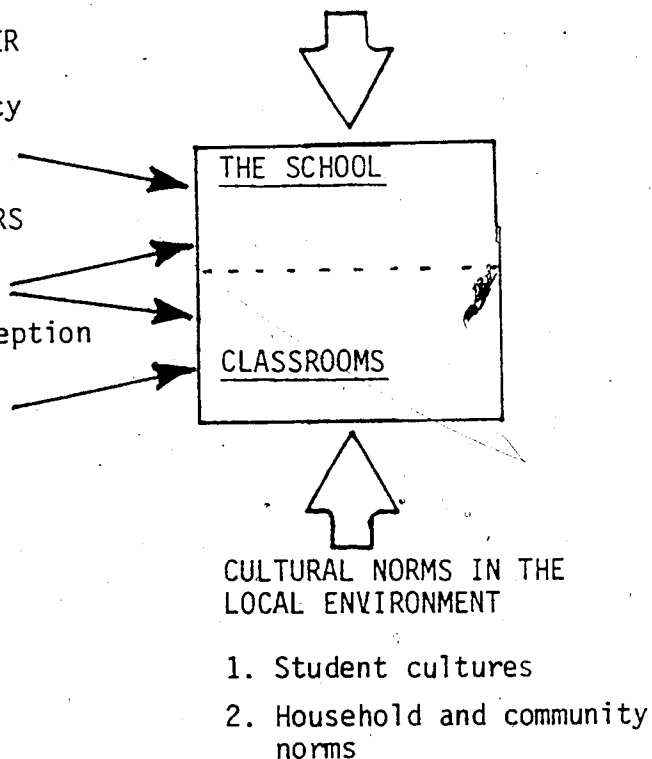 IR
cy
THE SCHOOL
RS
eption
CLASSROOMS
CULTURAL NORMS IN THE
LOCAL ENVIRONMENT
1. Student cultures
2. Household and community
norms